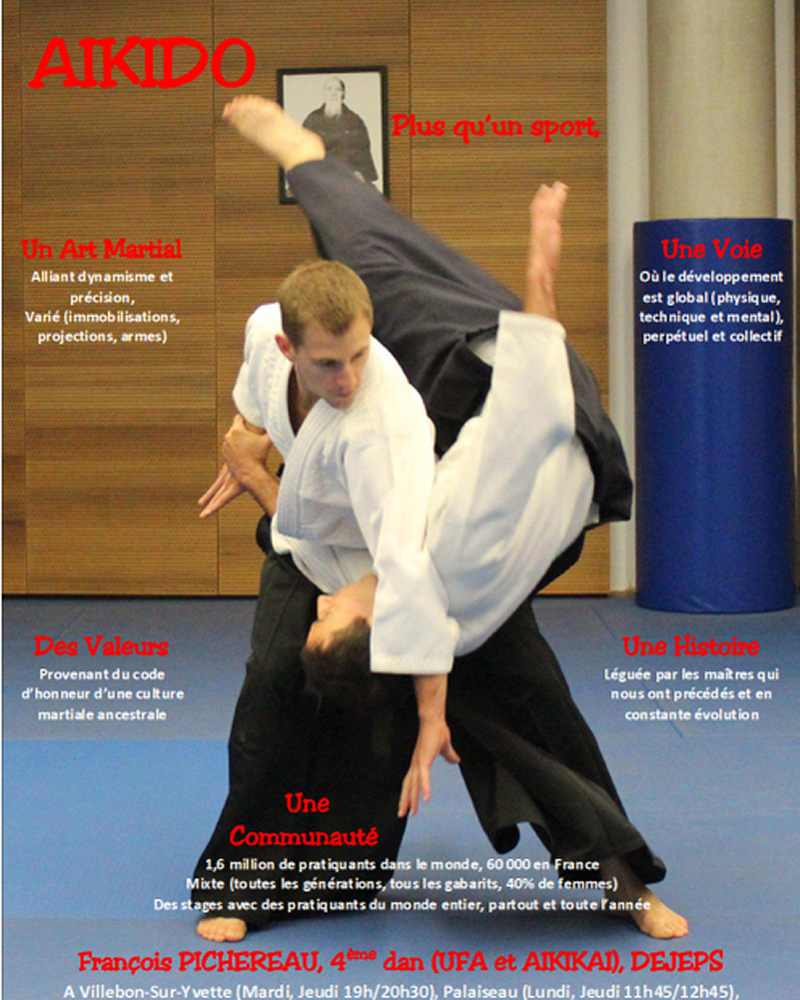 AIKIDO
Plus qu'un sport,
Un Art Martial
Alliant dynamisme et
précision,
Varié (immobilisations,
projections, armes)
Une Voie
Où le développement
est global (physique,
technique et mental),
perpétuel et collectif
Des Valeurs
Provenant du code
d'honneur d'une culture
martiale ancestrale
Une Histoire
Léguée par les maîtres qui
nous ont précédés et en
constante évolution
Une
Communauté
1,6 million de pratiquants dans le monde, 60 000 en France
Mixte (toutes les générations, tous les gabarits, 40% de femmes)
Des stages avec des pratiquants du monde entier, partout et toute l'année
François PICHEREAU, 4ème dan (UFA et AIKIKAI), DEJEPS
A Villebon-Sur-Yvette (Mardi, Jeudi 19h/20h30), Palaiseau (Lundi, Jeudi 11h45/12h45),